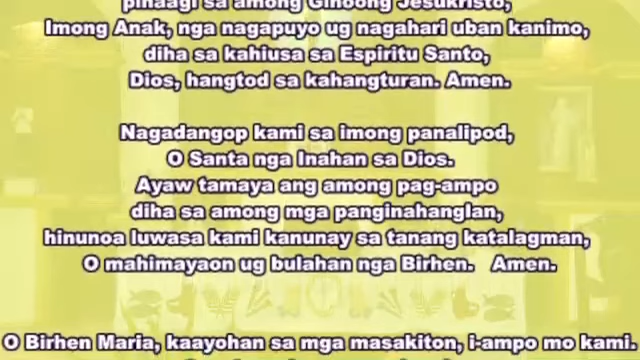 pinaagi sa among Ginoong Jesukristo,
Imong Anak, nga nagapuyo ug nagahari uban kanimo,
diha sa kahiusa sa Espiritu Santo,
Dios, hangtod sa kahangturan. Amen.
Nagadangop kami sa imong panalipod,
O Santa nga Inahan sa Dios.
Ayaw tamaya ang among pag-ampo
diha sa among mga panginahanglan,
hinunoa luwasa kami kanunay sa tanang katalagman,
O mahimayaon ug bulahan nga Birhen. Amen.
O Birhen Maria, kaayohan sa mga masakiton, i-ampo mo kami.